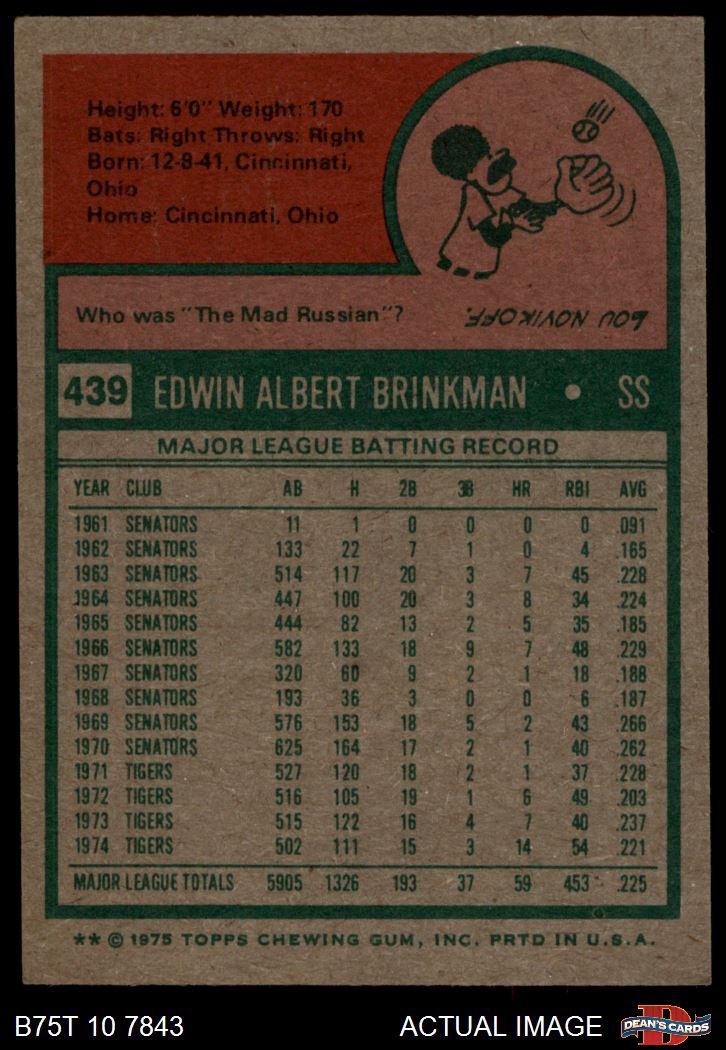 Height: 6'0" Weight: 170
Bats: Right Throws: Right
Born: 12-8-41, Cincinnati,
Ohio
Home: Cincinnati, Ohio
Who was "The Mad Russian"?
LOU NOVIKOFF.
439 EDWIN ALBERT BRINKMAN • SS
MAJOR LEAGUE BATTING RECORD
YEAR CLUB AB H 2B 3B HR RBI AVG
1961 SENATORS 11 1 0 0 0 0 .091
1962 SENATORS 133 22 7 1 0 4 .165
1963 SENATORS 514 117 20 3 7 45 .228
1964 SENATORS 447 100 20 3 8 34 .224
1965 SENATORS 444 82 13 2 5 35 .185
1966 SENATORS 582 133 18 9 7 48 .229
1967 SENATORS 320 60 9 2 1 18 .188
1968 SENATORS 193 36 3 0 0 6 .187
1969 SENATORS 576 153 18 5 2 43 .266
1970 SENATORS 625 164 17 2 1 40 .262
1971 TIGERS 527 120 18 2 1 37 .228
1972 TIGERS 516 105 19 1 6 49 .203
1973 TIGERS 515 122 16 4 7 40 .237
1974 TIGERS 502 111 15 3 14 54 .221
MAJOR LEAGUE TOTALS 5905 1326 193 37 59 453 .225
** © 1975 TOPPS CHEWING GUM, INC. PRTD IN U.S.A.
B75T 10 7843 ACTUAL IMAGE DEAN'S CARDS